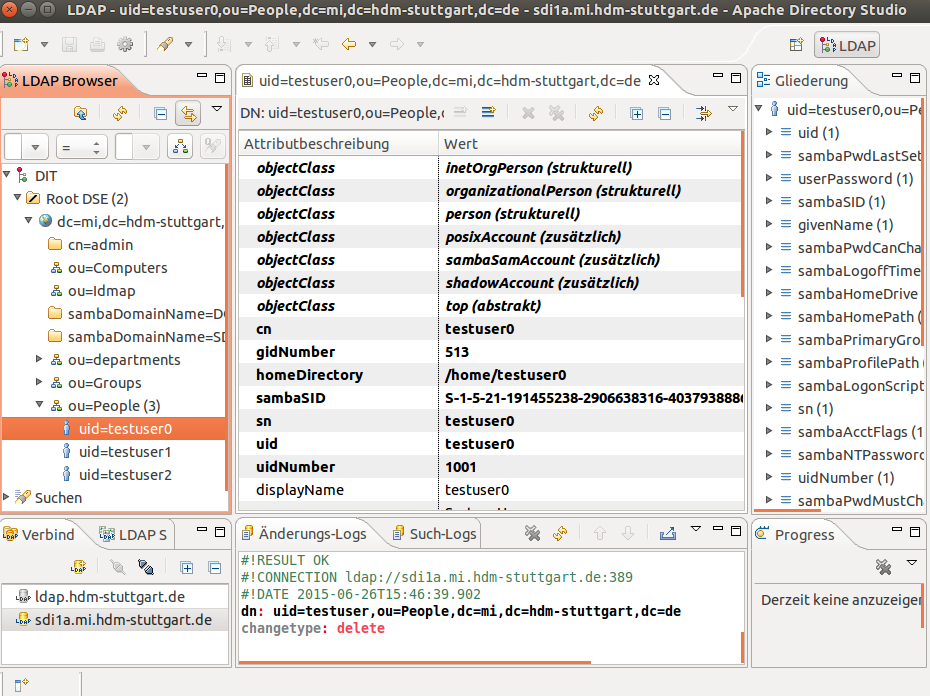 LDAP - uid=testuser0,ou=People,dc=mi,dc=hdm-stuttgart,dc=de - sdi1a.mi.hdm-stuttgart.de - Apache Directory Studio
LDAP
LDAP Browser
=
DIT
Root DSE (2)
dc=mi,dc=hdm-stuttgart,
cn=admin
ou=Computers
ou=Idmap
sambaDomainName=D
sambaDomainName=SD
ou=departments
ou=Groups
ou=People (3)
uid=testuser0
uid=testuser1
uid=testuser2
Suchen
uid=testuser0,ou=People,dc=mi,dc=hdm-stuttgart,dc=de
DN: uid=testuser0,ou=People,
Attributbeschreibung Wert
objectClass inetOrgPerson (strukturell)
objectClass organizationalPerson (strukturell)
objectClass person (strukturell)
objectClass posixAccount (zusätzlich)
objectClass sambaSamAccount (zusätzlich)
objectClass shadowAccount (zusätzlich)
objectClass top (abstrakt)
cn testuser0
gidNumber 513
homeDirectory /home/testuser0
sambaSID S-1-5-21-191455238-2906638316-4037938886
sn testuser0
uid testuser0
uidNumber 1001
displayName testuser0
Gliederung
uid=testuser0,ou=Pe
uid (1)
sambaPwdLastSet
userPassword (1)
sambaSID (1)
givenName (1)
sambaPwdCanCha
sambaLogoffTime
sambaHomeDrive
sambaHomePath (
sambaPrimaryGro
sambaProfilePath
sambaLogonScript
sn (1)
sambaAcctFlags (1
sambaNTPassword
uidNumber (1)
sambaPwdMustCh
Verbind
LDAP S
ldap.hdm-stuttgart.de
sdi1a.mi.hdm-stuttgart.de
Änderungs-Logs
Such-Logs
#!RESULT OK
#!CONNECTION ldap://sdi1a.mi.hdm-stuttgart.de:389
#!DATE 2015-06-26T15:46:39.902
dn: uid=testuser,ou=People,dc=mi,dc=hdm-stuttgart,dc=de
changetype: delete
Progress
Derzeit keine anzuzeigen